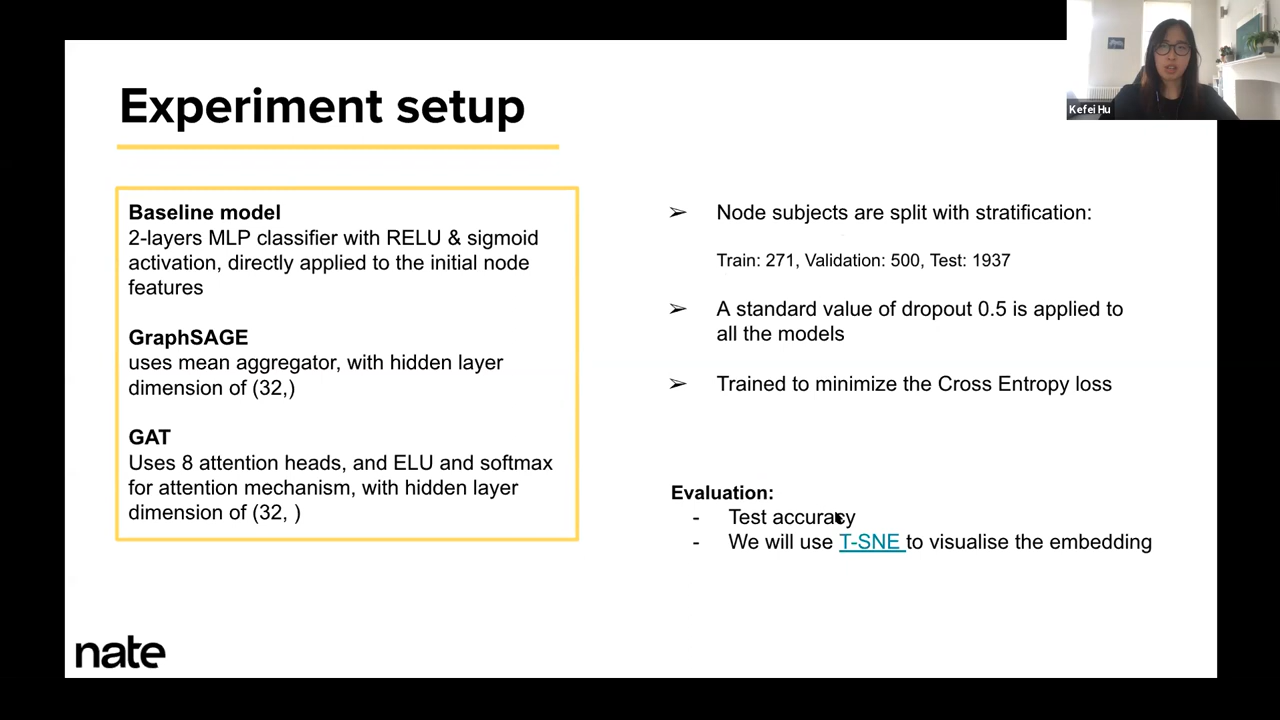 Experiment setup
Kefei Hu
Baseline model
2-layers MLP classifier with RELU & sigmoid
activation, directly applied to the initial node
features
GraphSAGE
uses mean aggregator, with hidden layer
dimension of (32,)
GAT
Uses 8 attention heads, and ELU and softmax
for attention mechanism, with hidden layer
dimension of (32, )
➢ Node subjects are split with stratification:
Train: 271, Validation: 500, Test: 1937
➢ A standard value of dropout 0.5 is applied to
all the models
➢ Trained to minimize the Cross Entropy loss
Evaluation:
- Test accuracy
- We will use T-SNE to visualise the embedding
nate